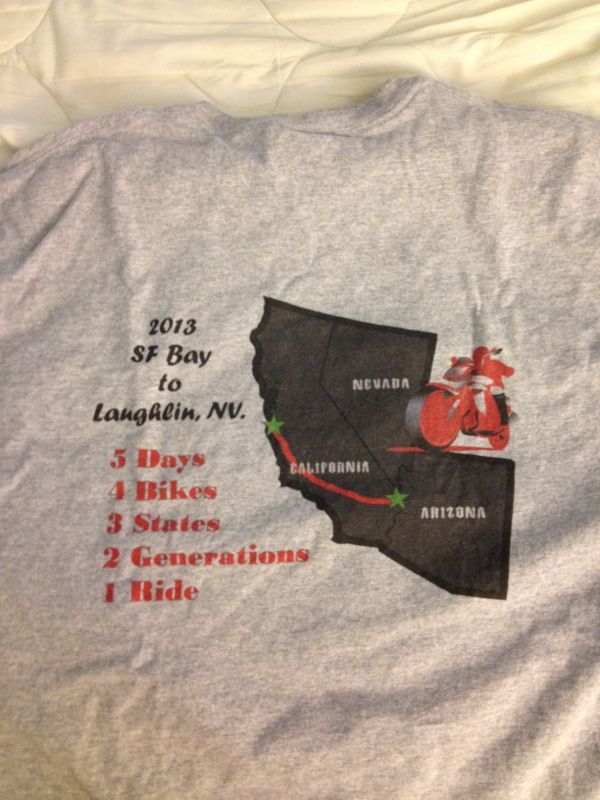 2013
SF Bay
to
Laughlin, NV.
5 Days
4 Bikes
3 States
2 Generations
1 Ride
NEVADA
CALIFORNIA
ARIZONA